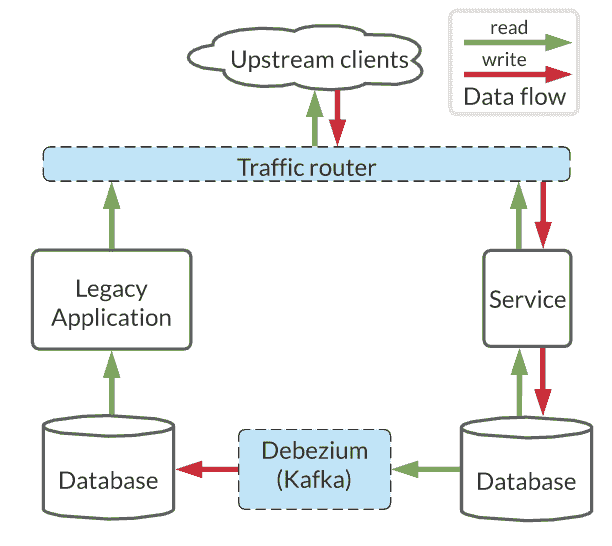 Upstream clients
read
write
Data flow
Traffic router
Legacy
Application
Service
Database
Debezium
(Kafka)
Database